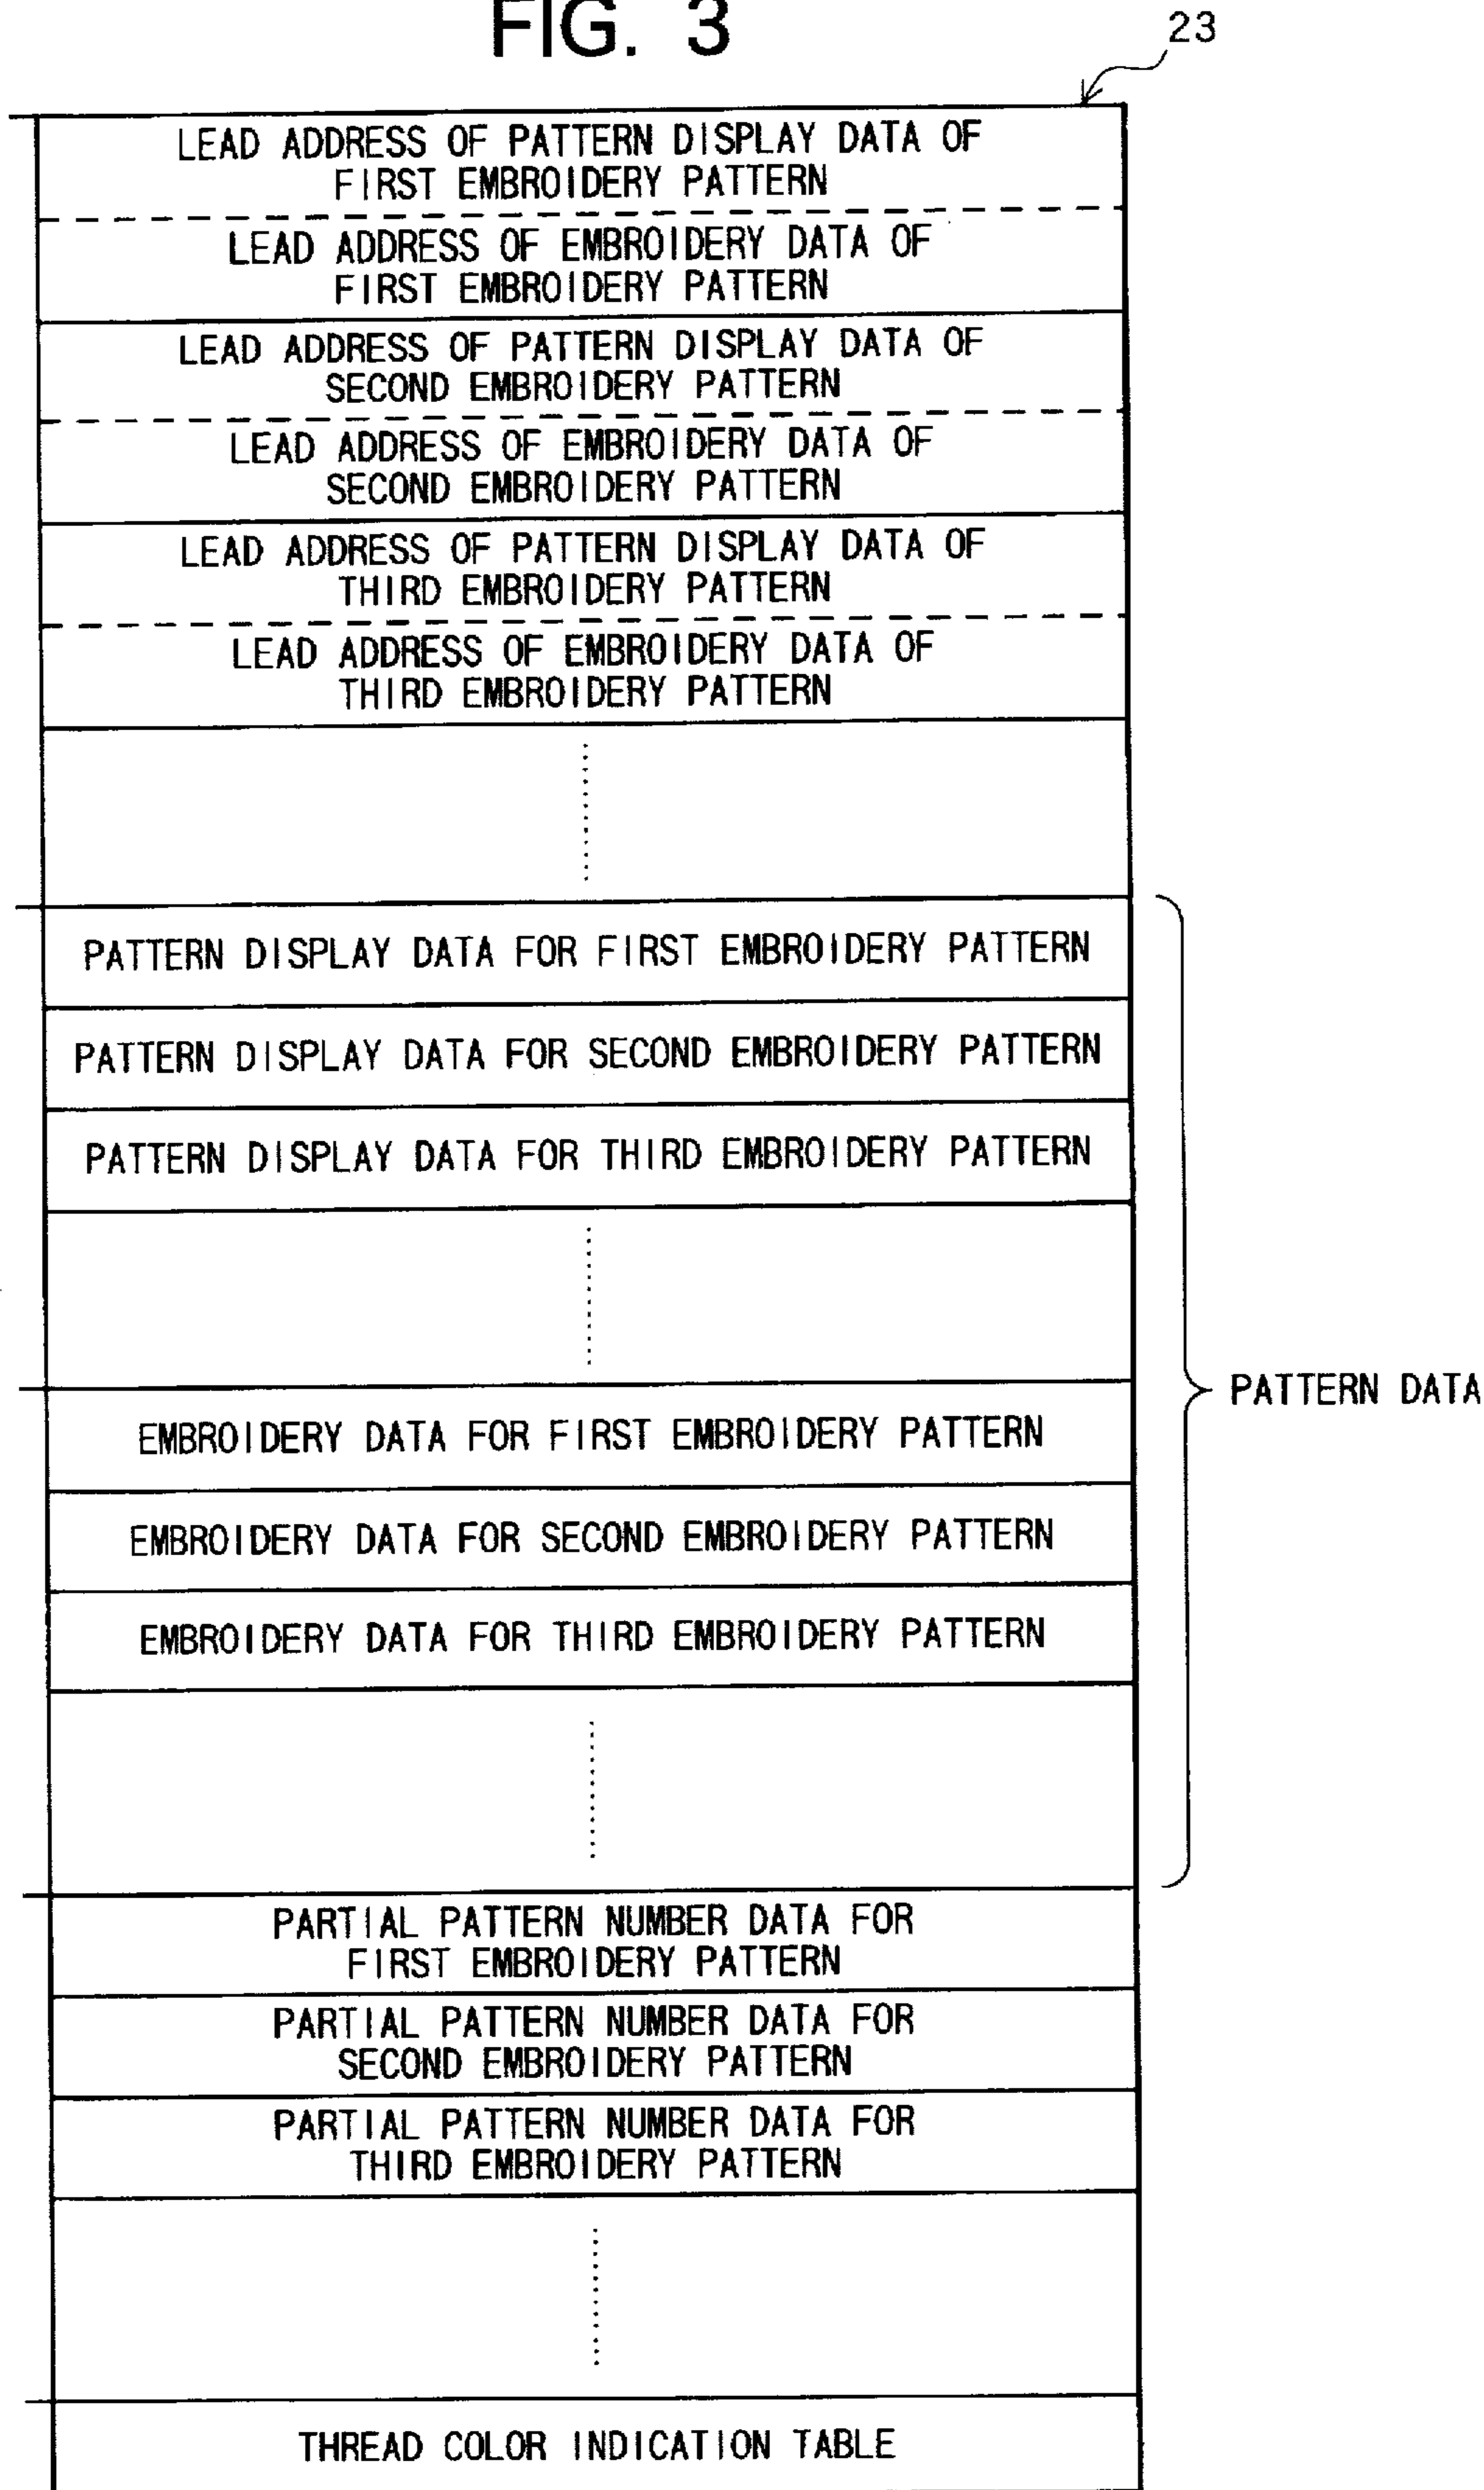 FIG. 3
23
LEAD ADDRESS OF PATTERN DISPLAY DATA OF
FIRST EMBROIDERY PATTERN
LEAD ADDRESS OF EMBROIDERY DATA OF
FIRST EMBROIDERY PATTERN
LEAD ADDRESS OF PATTERN DISPLAY DATA OF
SECOND EMBROIDERY PATTERN
LEAD ADDRESS OF EMBROIDERY DATA OF
SECOND EMBROIDERY PATTERN
LEAD ADDRESS OF PATTERN DISPLAY DATA OF
THIRD EMBROIDERY PATTERN
LEAD ADDRESS OF EMBROIDERY DATA OF
THIRD EMBROIDERY PATTERN
PATTERN DISPLAY DATA FOR FIRST EMBROIDERY PATTERN
PATTERN DISPLAY DATA FOR SECOND EMBROIDERY PATTERN
PATTERN DISPLAY DATA FOR THIRD EMBROIDERY PATTERN
PATTERN DATA
EMBROIDERY DATA FOR FIRST EMBROIDERY PATTERN
EMBROIDERY DATA FOR SECOND EMBROIDERY PATTERN
EMBROIDERY DATA FOR THIRD EMBROIDERY PATTERN
PARTIAL PATTERN NUMBER DATA FOR
FIRST EMBROIDERY PATTERN
PARTIAL PATTERN NUMBER DATA FOR
SECOND EMBROIDERY PATTERN
PARTIAL PATTERN NUMBER DATA FOR
THIRD EMBROIDERY PATTERN
THREAD COLOR INDICATION TABLE